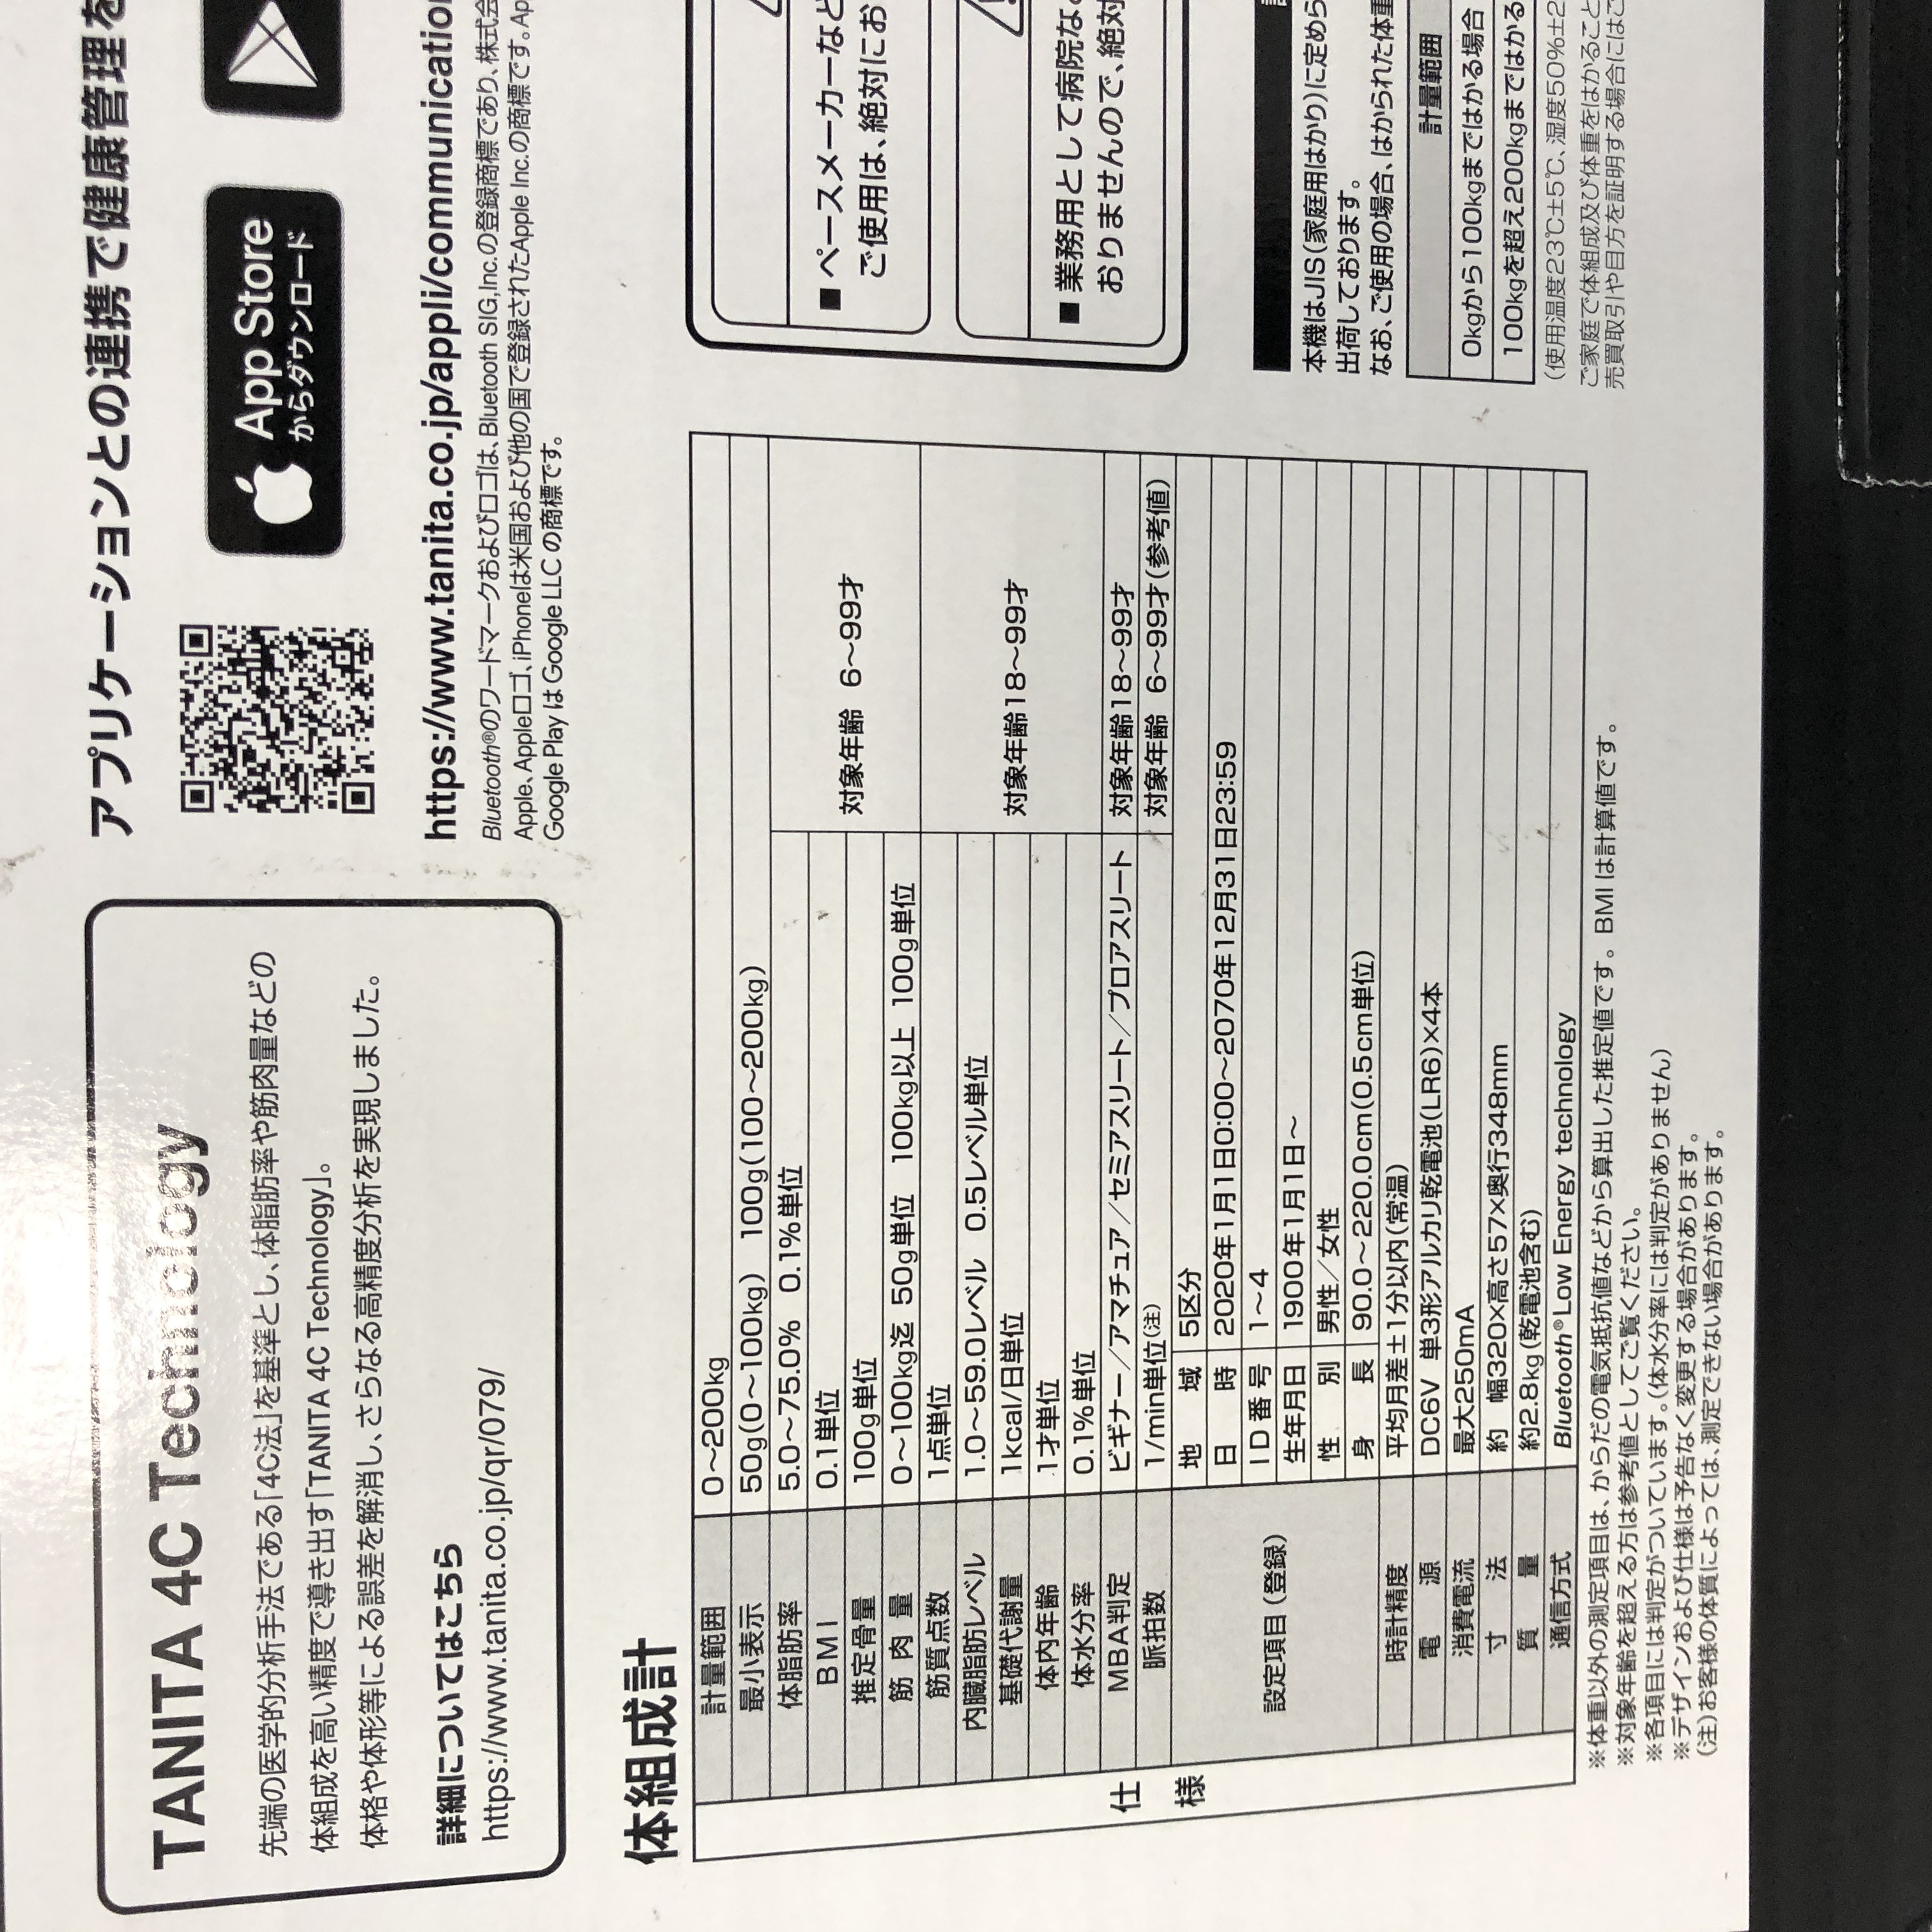 TANITA 4C Technology
先端の医学的分析手法である「4C法」を基準とし、体脂肪率や筋肉量などの
体組成を高い精度で導き出す「TANITA 4C Technology」。
体格や体形等による誤差を解消し、さらなる高精度分析を実現しました。
詳細についてはこちら
https://www.tanita.co.jp/qr/079/
アプリケーションとの連携で健康管理を
App Store
からダウンロード
https://www.tanita.co.jp/appli/communication
Bluetooth®のワードマークおよびロゴは、Bluetooth SIG,Inc.の登録商標であり、株式会
Apple、Appleロゴ、iPhoneは米国および他の国で登録されたApple Inc.の商標です。Ap
Google Play は Google LLC の商標です。
体組成計
仕様
計量範囲 0〜200kg
最小表示 50g(0〜100kg) 100g(100〜200kg)
体脂肪率 5.0〜75.0% 0.1%単位
BMI 0.1単位
対象年齢 6〜99才
推定骨量 100g単位
筋肉量 0〜100kg迄 50g単位 100kg以上 100g単位
筋質点数 1点単位
内臓脂肪レベル 1.0〜59.0レベル 0.5レベル単位
基礎代謝量 1kcal/日単位
対象年齢18〜99才
体内年齢 1才単位
体水分率 0.1%単位
MBA判定 ビギナー／アマチュア／セミアスリート／プロアスリート 対象年齢18〜99才
脈拍数 1/min単位(注) 対象年齢 6〜99才(参考値)
設定項目(登録)
地域 5区分
日時 2020年1月1日0:00〜2070年12月31日23:59
ID番号 1〜4
生年月日 1900年1月1日〜
性別 男性／女性
身長 90.0〜220.0cm(0.5cm単位)
時計精度 平均月差±1分以内(常温)
電源 DC6V 単3形アルカリ乾電池(LR6)×4本
消費電流 最大250mA
寸法 約 幅320×高さ57×奥行348mm
質量 約2.8kg(乾電池含む)
通信方式 Bluetooth® Low Energy technology
※体重以外の測定項目は、からだの電気抵抗値などから算出した推定値です。BMI は計算値です。
※対象年齢を超える方は参考値としてご覧ください。
※各項目には判定がついています。(体水分率には判定がありません)
※デザインおよび仕様は予告なく変更する場合があります。
(注)お客様の体質によっては、測定できない場合があります。
■ ペースメーカーなど
ご使用は、絶対にお
■ 業務用として病院な
おりませんので、絶対
本機はJIS(家庭用はかり)に定めら
出荷しております。
なお、ご使用の場合、はかられた体重
計量範囲
0kgから100kgまではかる場合
100kgを超え200kgまではかる
(使用温度23℃±5℃、湿度50%±2
ご家庭で体組成及び体重をはかること
売買取引や目方を証明する場合にはこ